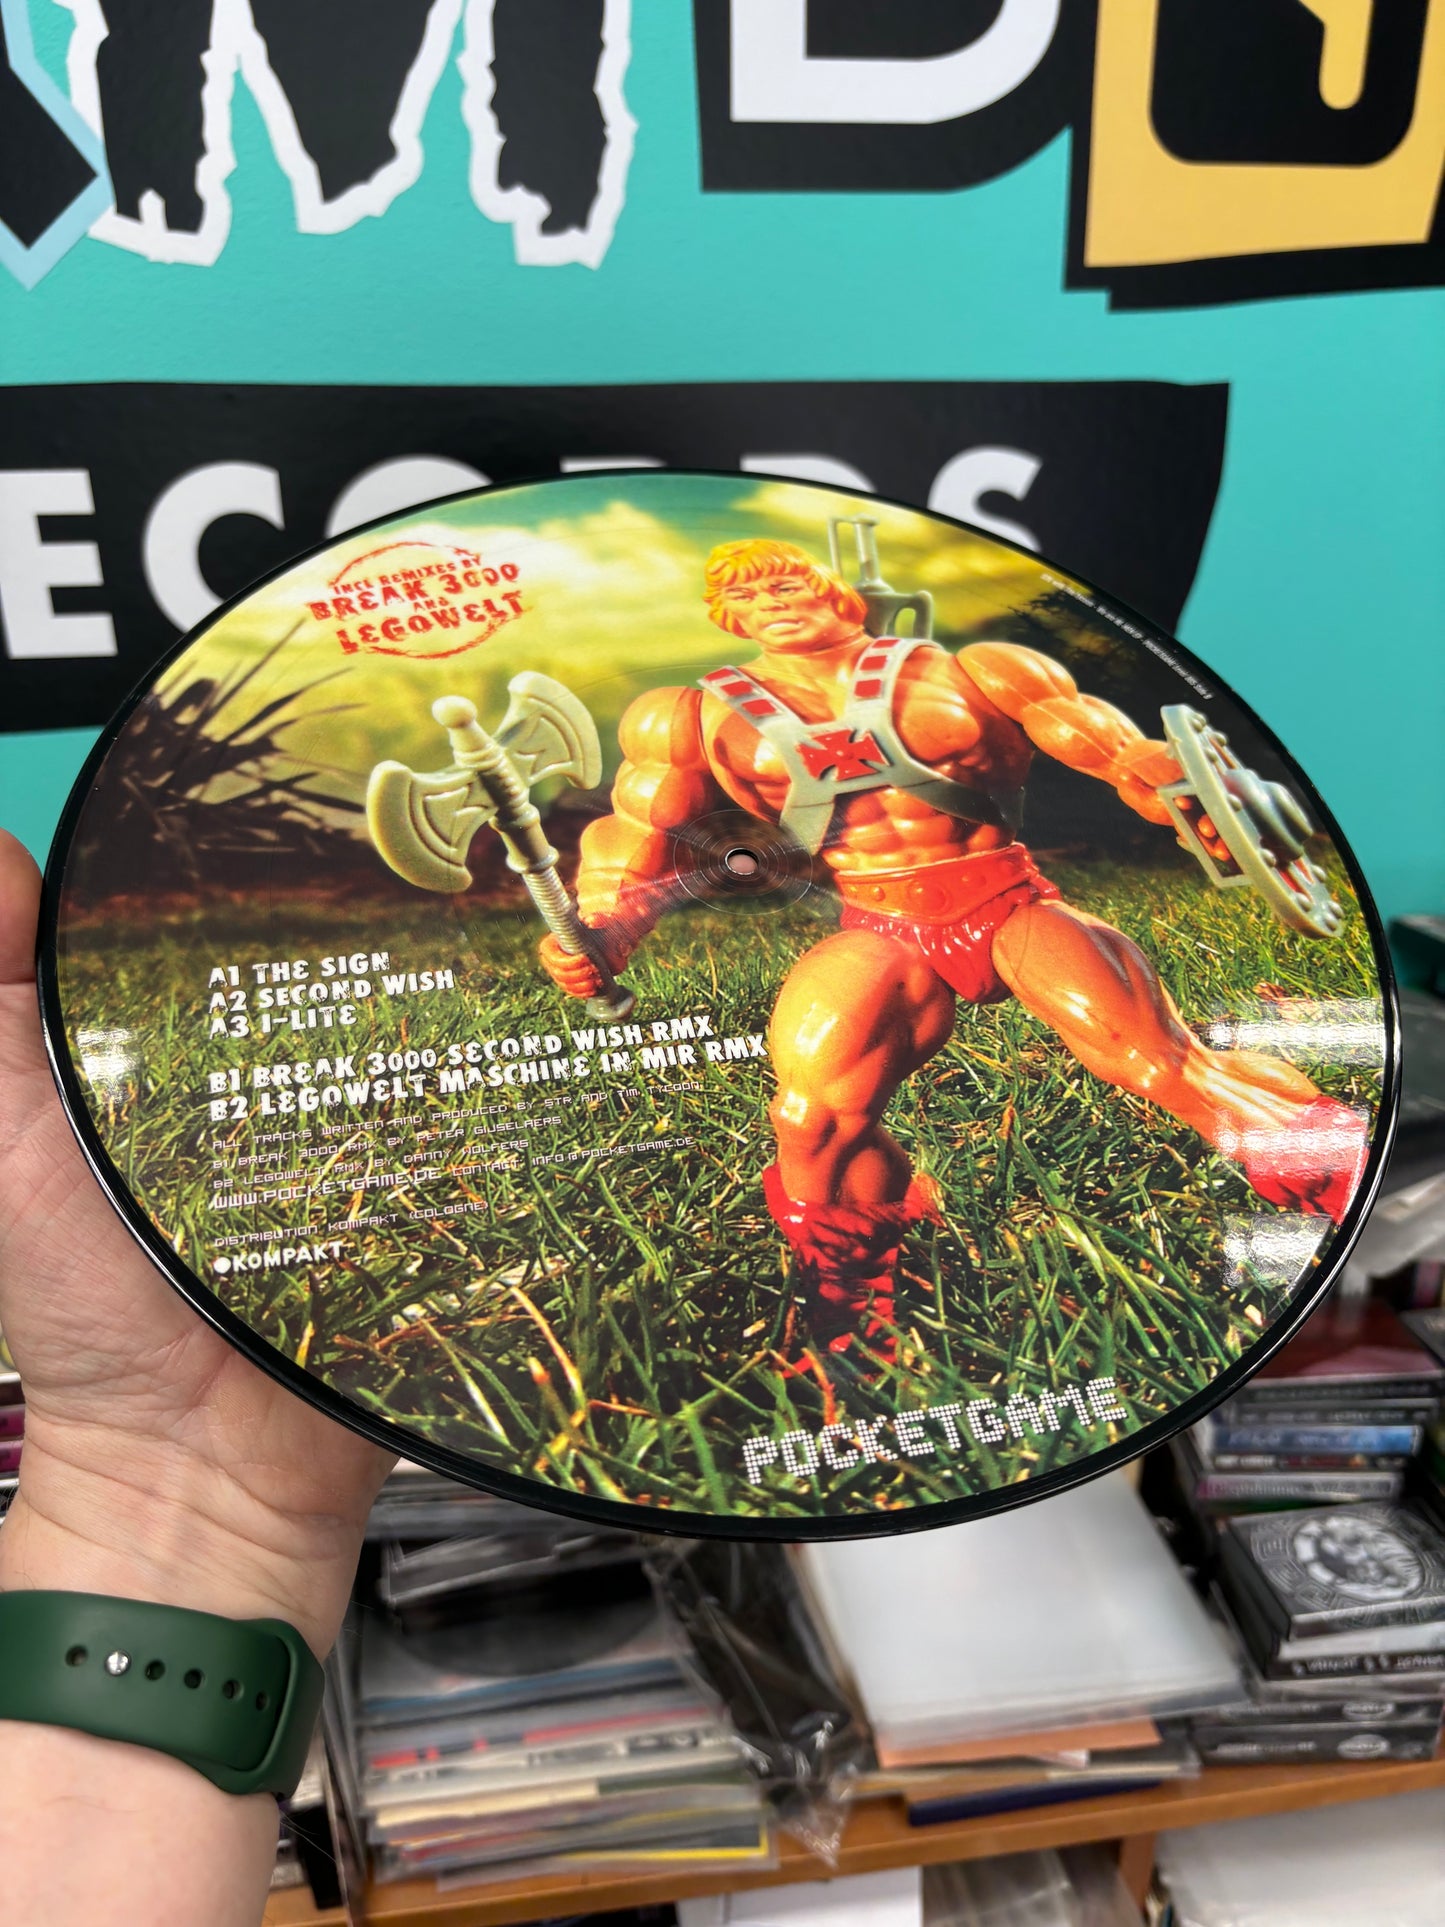 ECORDS
INCL REMIXES BY
BREAK 3000
AND
LEGOWELT
A1 THE SIGN
A2 SECOND WISH
A3 I-LITE
B1 BREAK 3000 SECOND WISH RMX
B2 LEGOWELT MASCHINE IN MIR RMX
ALL TRACKS WRITTEN AND PRODUCED BY STR AND TIM TYCOON
B1 BREAK 3000 RMX BY PETER GIJSELAERS
B2 LEGOWELT RMX BY DANNY WOLFERS
WWW.POCKETGAME.DE CONTACT: INFO@POCKETGAME.DE
DISTRIBUTION KOMPAKT (COLOGNE)
KOMPAKT
POCKETGAME